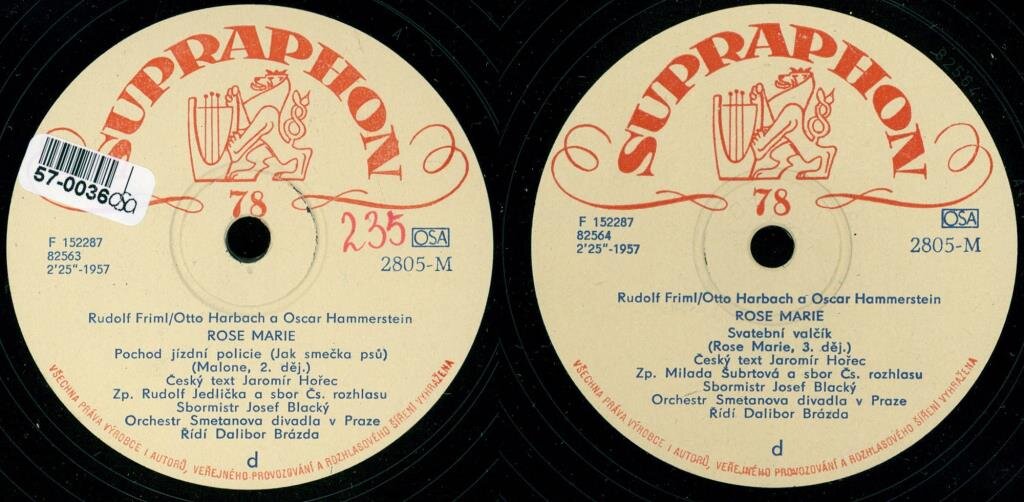 SUPRAPHON
78
57-0036
OSA
235
OSA
F 152287
82563
2'25"-1957
2805-M
Rudolf Friml/Otto Harbach a Oscar Hammerstein
ROSE MARIE
Pochod jízdní policie (Jak smečka psů)
(Malone, 2. děj.)
Český text Jaromír Hořec
Zp. Rudolf Jedlička a sbor Čs. rozhlasu
Sbormistr Josef Blacký
Orchestr Smetanova divadla v Praze
Řídí Dalibor Brázda
d
VŠECHNA PRÁVA VÝROBCE I AUTORŮ, VEŘEJNÉHO PROVOZOVÁNÍ A ROZHLASOVÉHO ŠÍŘENÍ VYHRAŽENA
SUPRAPHON
78
F 152287
82564
2'25"-1957
OSA
2805-M
Rudolf Friml/Otto Harbach a Oscar Hammerstein
ROSE MARIE
Svatební valčík
(Rose Marie, 3. děj.)
Český text Jaromír Hořec
Zp. Milada Šubrtová a sbor Čs. rozhlasu
Sbormistr Josef Blacký
Orchestr Smetanova divadla v Praze
Řídí Dalibor Brázda
d
VŠECHNA PRÁVA VÝROBCE I AUTORŮ, VEŘEJNÉHO PROVOZOVÁNÍ A ROZHLASOVÉHO ŠÍŘENÍ VYHRAŽENA